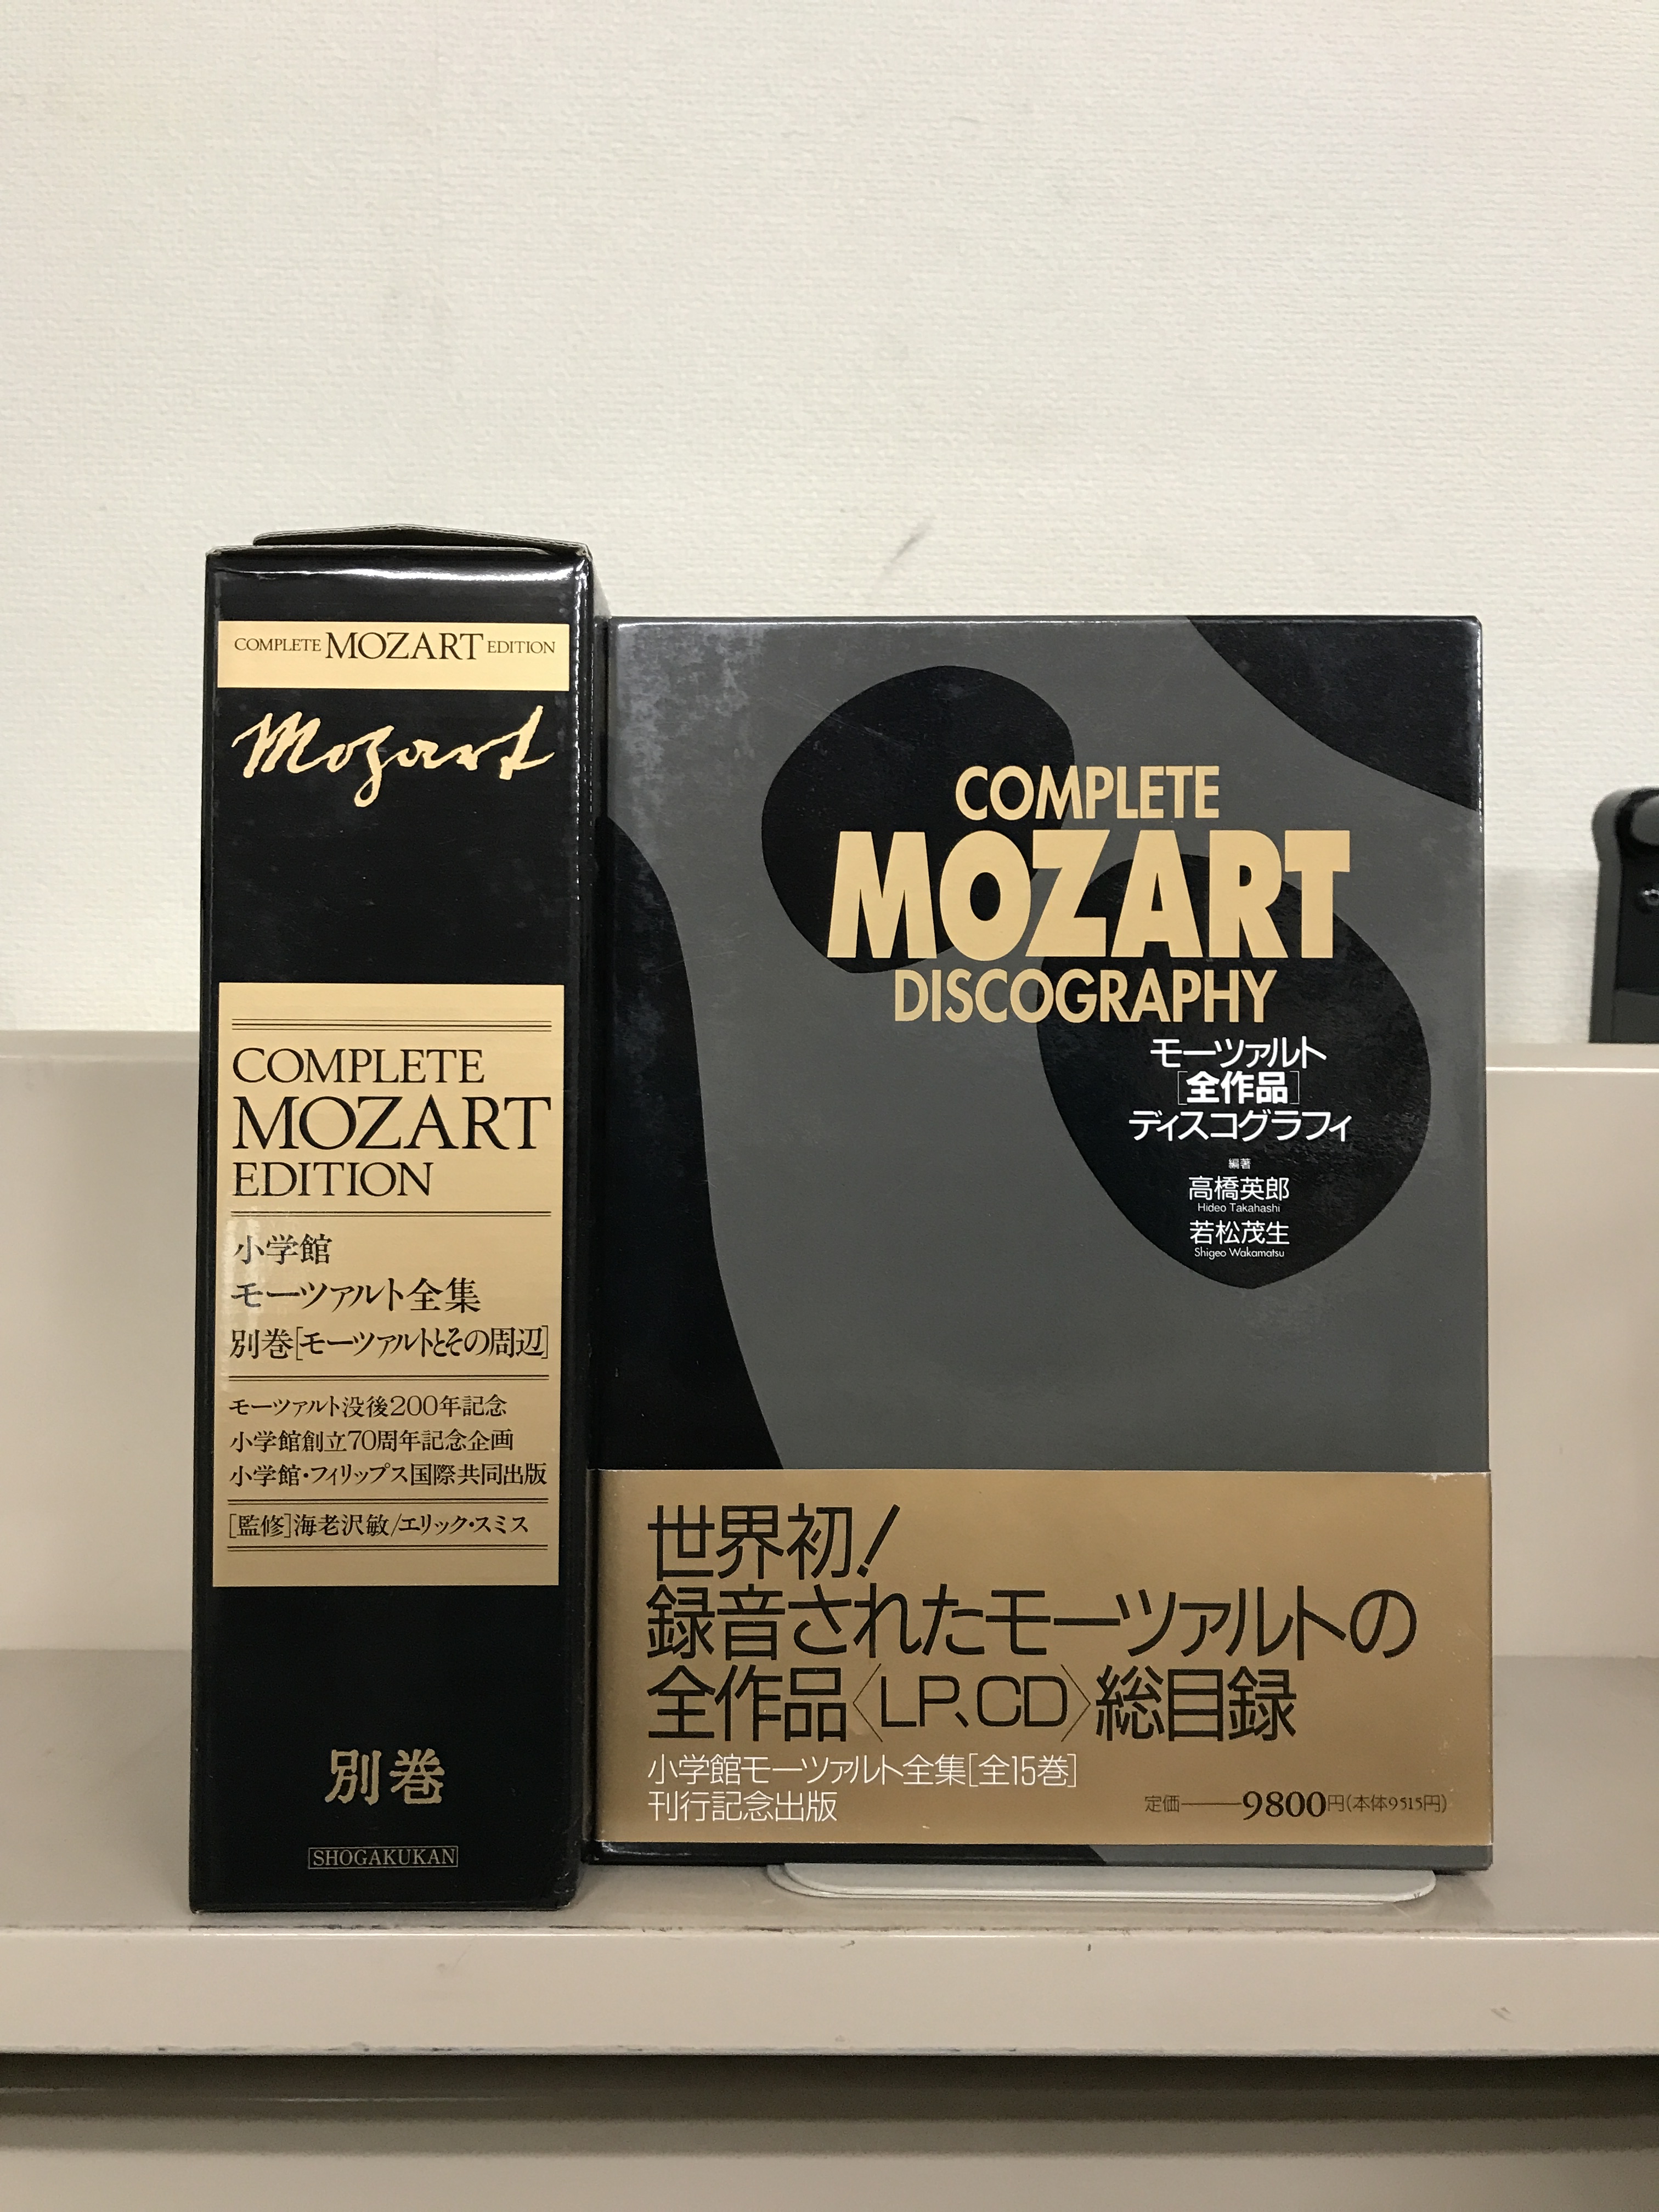 COMPLETE MOZART EDITION
Mozart
COMPLETE
MOZART
EDITION
小学館
モーツァルト全集
別巻[モーツァルトとその周辺]
モーツァルト没後200年記念
小学館創立70周年記念企画
小学館・フィリップス国際共同出版
[監修]海老沢敏/エリック・スミス
別巻
SHOGAKUKAN
COMPLETE
MOZART
DISCOGRAPHY
モーツァルト
[全作品]
ディスコグラフィ
編著
高橋英郎
Hideo Takahashi
若松茂生
Shigeo Wakamatsu
世界初!
録音されたモーツァルトの
全作品〈LP、CD〉総目録
小学館モーツァルト全集[全15巻]
刊行記念出版
定価――9800円(本体9515円)